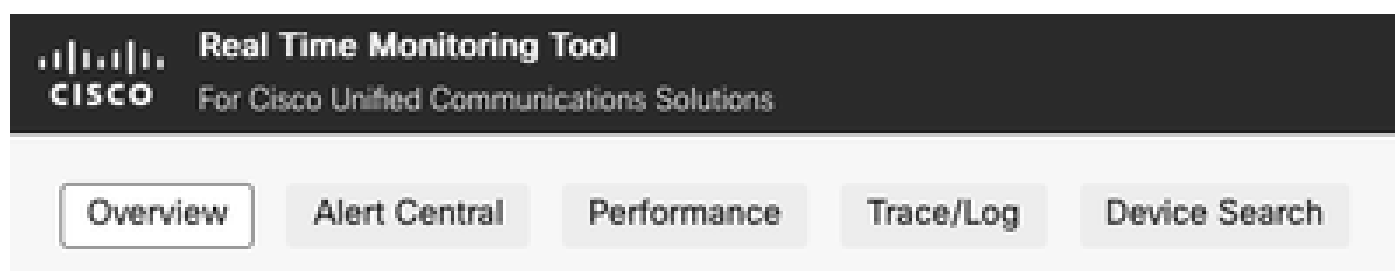 Real Time Monitoring Tool
CISCO
For Cisco Unified Communications Solutions
Overview Alert Central Performance Trace/Log Device Search